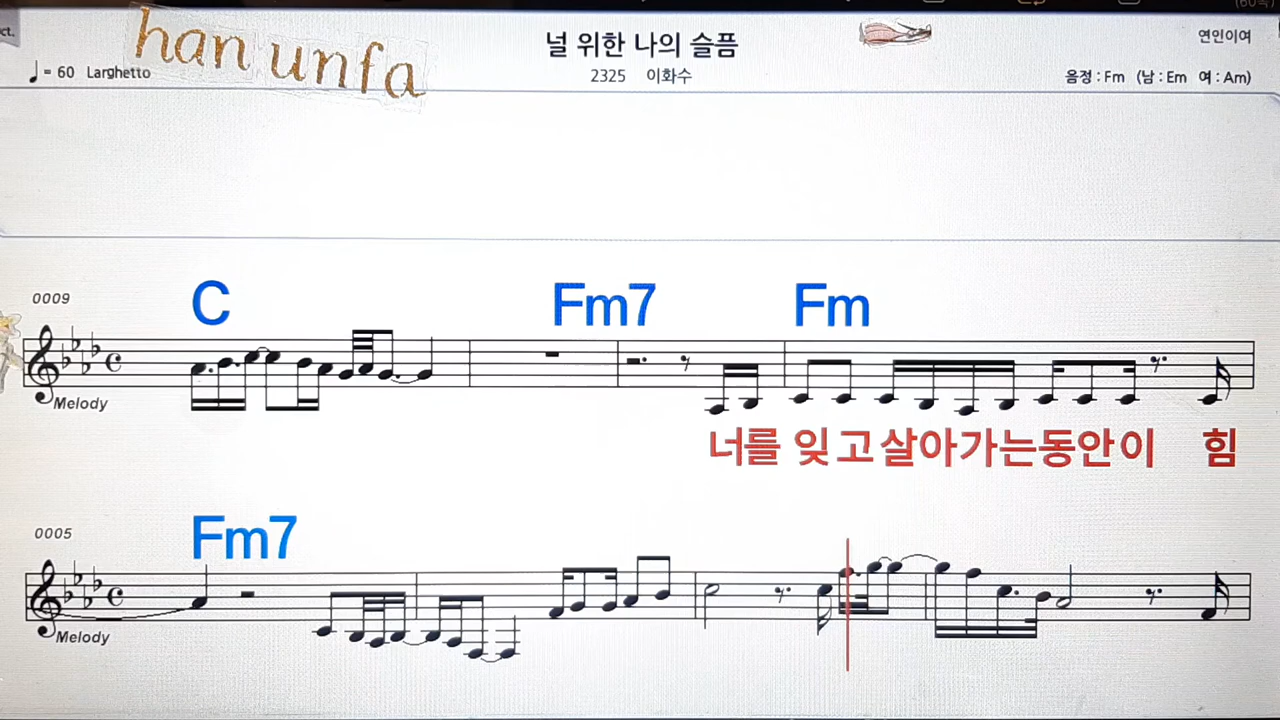 (60
ct.
han unfa
널 위한 나의 슬픔
연인이여
♩= 60 Larghetto
2325 이화수
음정 : Fm (남 : Em 여 : Am)
0009
C Fm7 Fm
Melody
너를 잊고살아가는동안이 힘
0005
Fm7
Melody